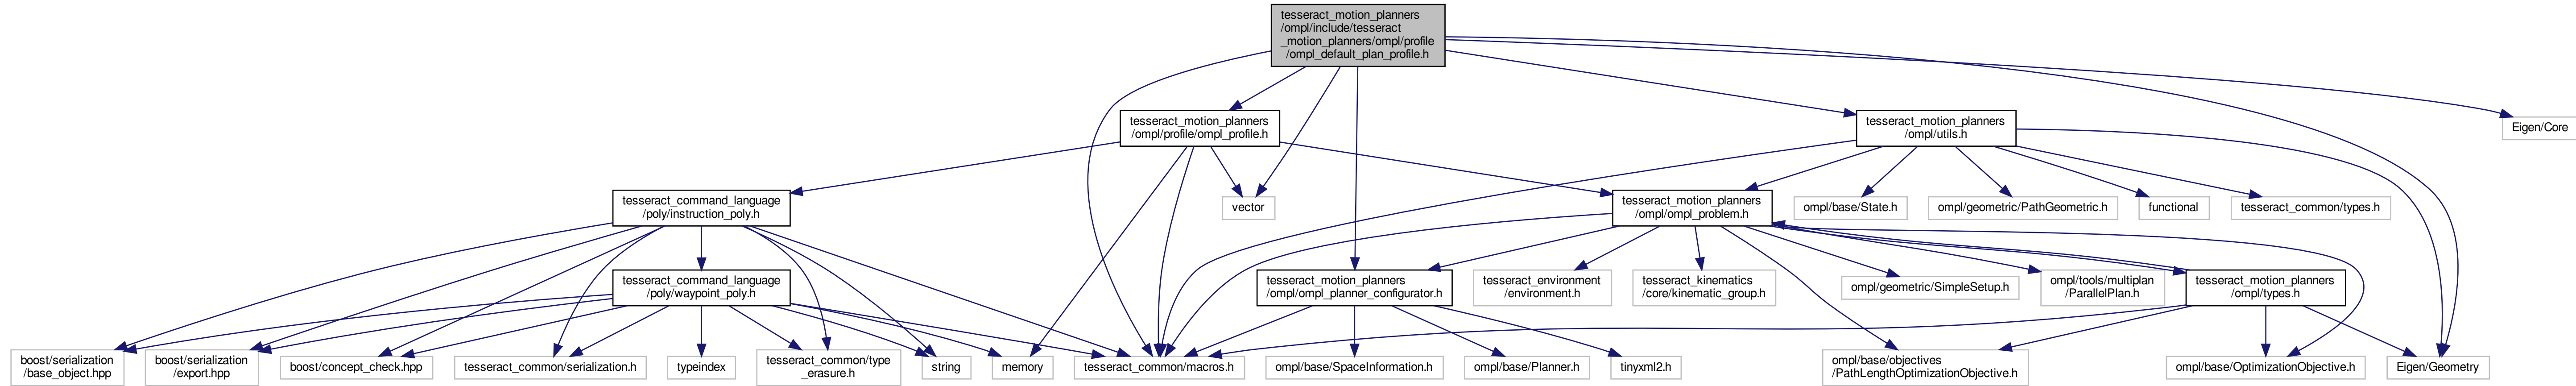 tesseract_motion_planners
/ompl/include/tesseract
_motion_planners/ompl/profile
/ompl_default_plan_profile.h
tesseract_motion_planners
/ompl/profile/ompl_profile.h
tesseract_motion_planners
/ompl/utils.h
Eigen/Core
tesseract_command_language
/poly/instruction_poly.h
vector
tesseract_motion_planners
/ompl/ompl_problem.h
ompl/base/State.h
ompl/geometric/PathGeometric.h
functional
tesseract_common/types.h
tesseract_command_language
/poly/waypoint_poly.h
tesseract_motion_planners
/ompl/ompl_planner_configurator.h
tesseract_environment
/environment.h
tesseract_kinematics
/core/kinematic_group.h
ompl/geometric/SimpleSetup.h
ompl/tools/multiplan
/ParallelPlan.h
tesseract_motion_planners
/ompl/types.h
boost/serialization
/base_object.hpp
boost/serialization
/export.hpp
boost/concept_check.hpp
tesseract_common/serialization.h
typeindex
tesseract_common/type
_erasure.h
string
memory
tesseract_common/macros.h
ompl/base/SpaceInformation.h
ompl/base/Planner.h
tinyxml2.h
ompl/base/objectives
/PathLengthOptimizationObjective.h
ompl/base/OptimizationObjective.h
Eigen/Geometry